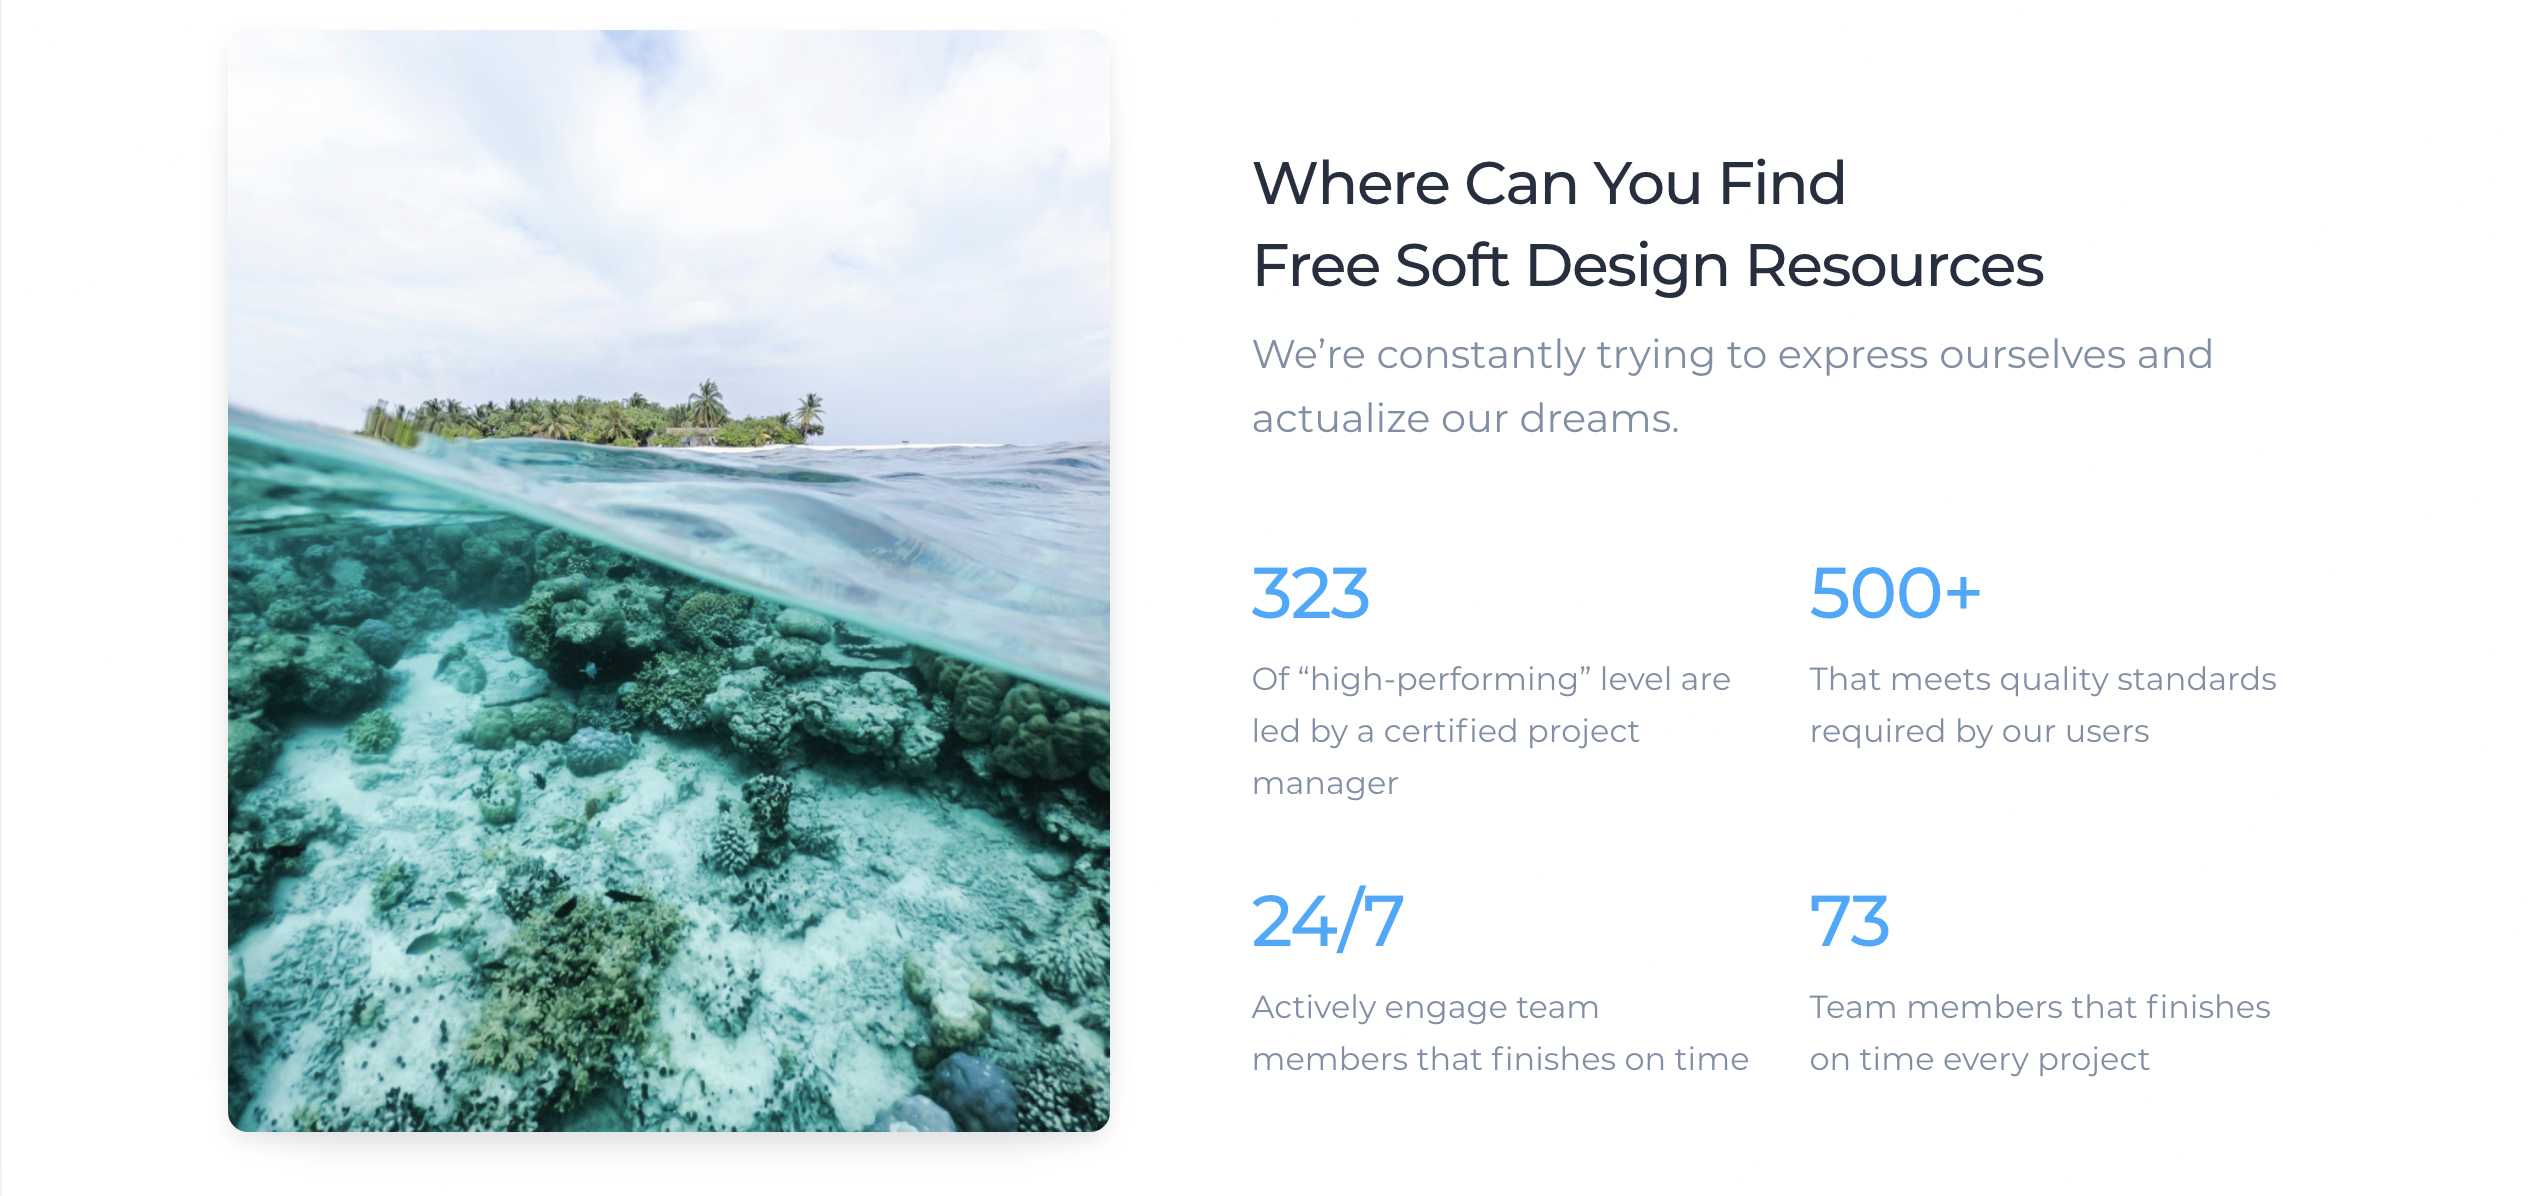 Where Can You Find
Free Soft Design Resources
We’re constantly trying to express ourselves and
actualize our dreams.
323
Of “high-performing” level are
led by a certified project
manager
500+
That meets quality standards
required by our users
24/7
Actively engage team
members that finishes on time
73
Team members that finishes
on time every project